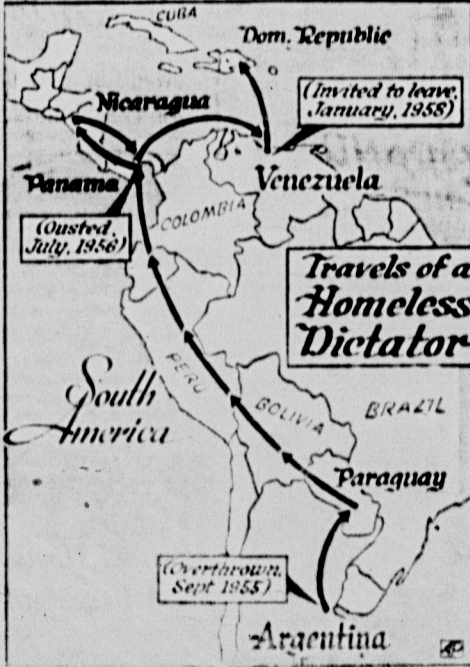 CUBA
Dom. Republic
(Invited to leave,
January, 1958)
Nicaragua
Panama
Venezuela
COLOMBIA
(Ousted,
July, 1956)
Travels of a
Homeless
Dictator
PERU
South
America
BOLIVIA
BRAZIL
Paraguay
(Overthrown,
Sept. 1955)
Argentina
AP